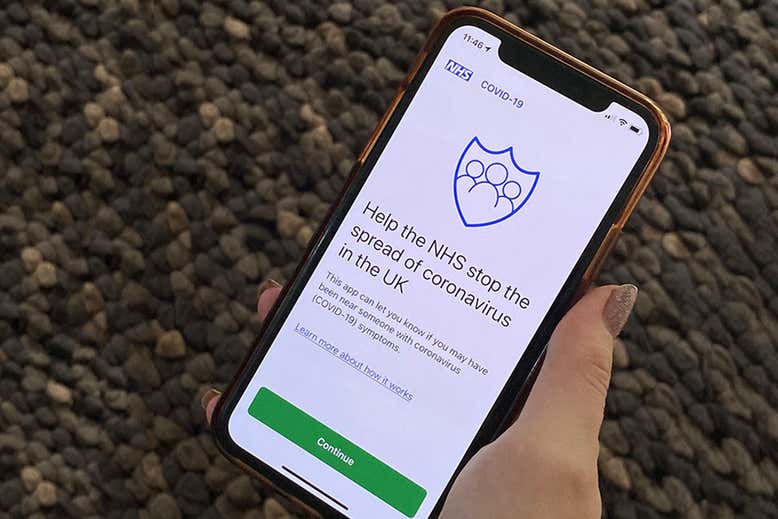 11:46
NHS
COVID-19
Help the NHS stop the
spread of coronavirus
in the UK
This app can let you know if you may have
been near someone with coronavirus
(COVID-19) symptoms.
Learn more about how it works
Continue